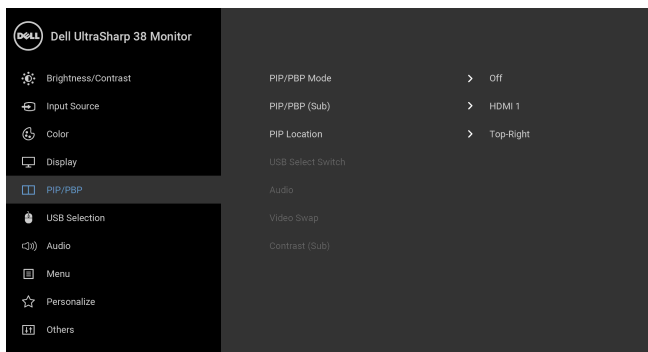 DELL Dell UltraSharp 38 Monitor
Brightness/Contrast
Input Source
Color
Display
PIP/PBP
USB Selection
Audio
Menu
Personalize
Others
PIP/PBP Mode > Off
PIP/PBP (Sub) > HDMI 1
PIP Location > Top-Right
USB Select Switch
Audio
Video Swap
Contrast (Sub)